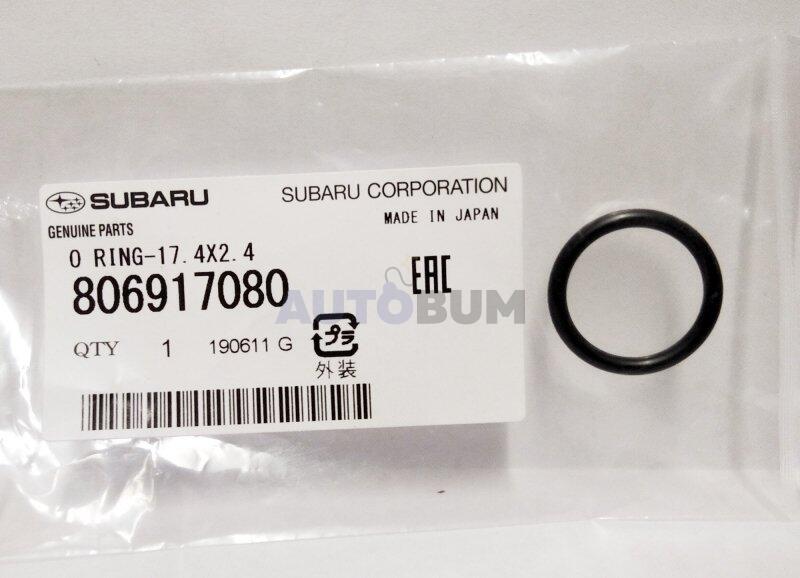 SUBARU
SUBARU CORPORATION
GENUINE PARTS
MADE IN JAPAN
O RING-17.4X2.4
806917080
EAC
AUTOBUM
QTY 1 190611 G
プラ
外装